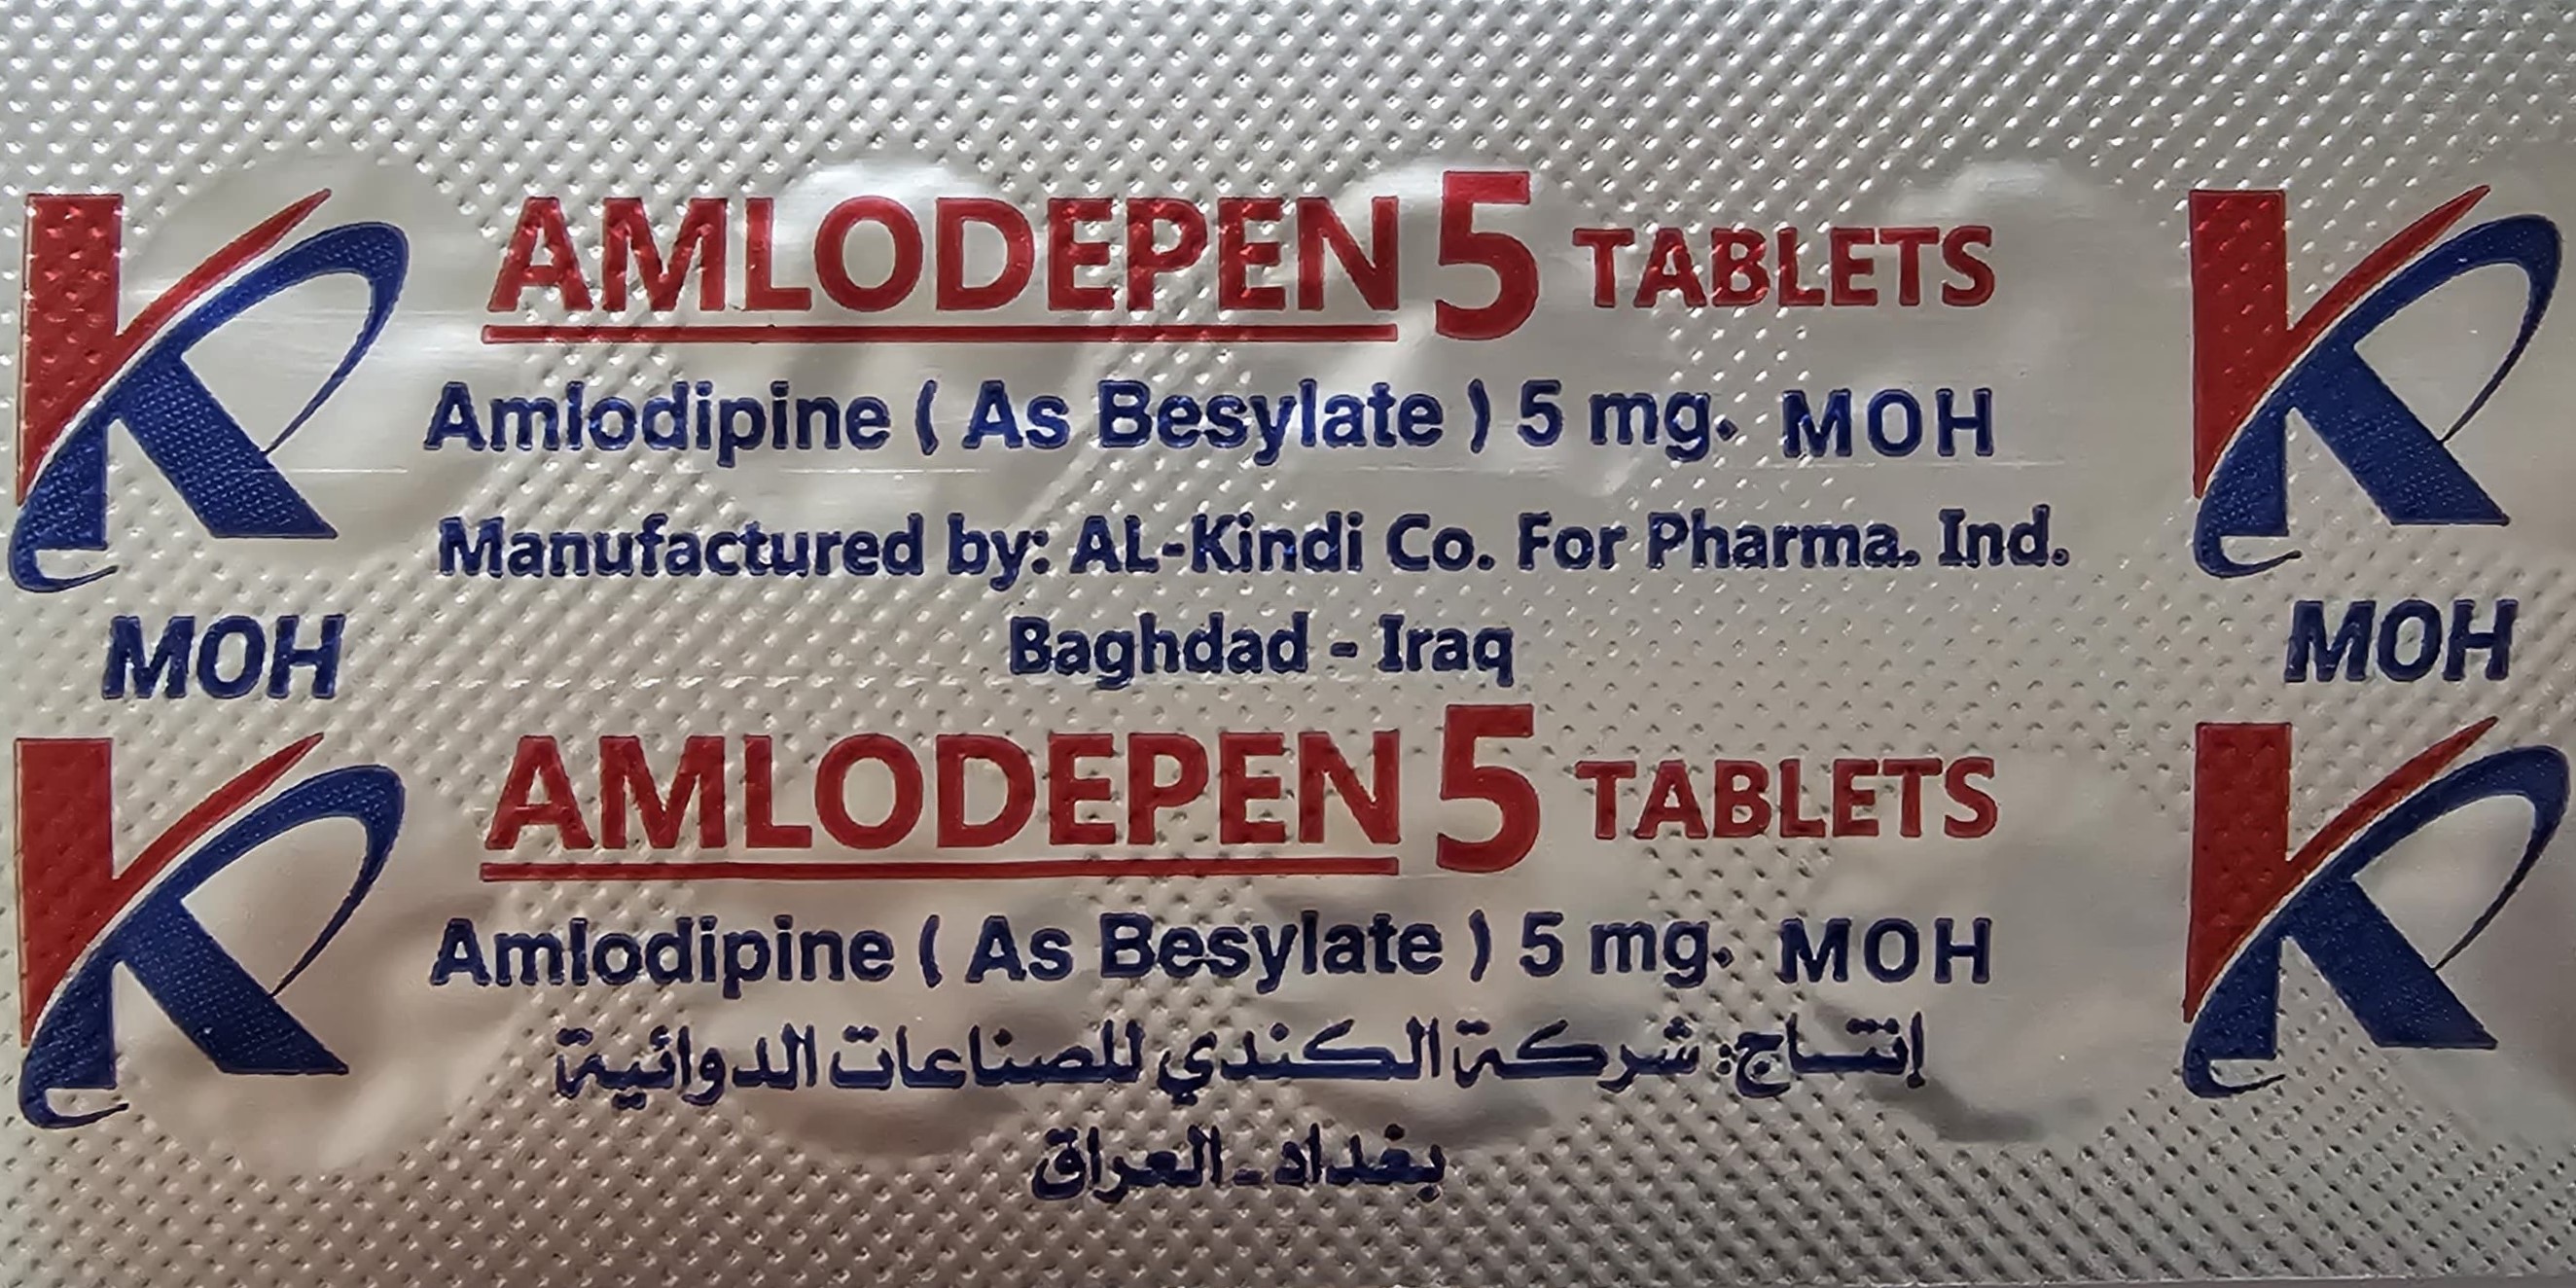 AMLODEPEN 5 TABLETS
Amlodipine ( As Besylate ) 5 mg. MOH
Manufactured by: AL-Kindi Co. For Pharma. Ind.
Baghdad - Iraq
MOH
MOH
AMLODEPEN 5 TABLETS
Amlodipine ( As Besylate ) 5 mg. MOH
إنتاج: شركة الكندي للصناعات الدوائية
بغداد - العراق